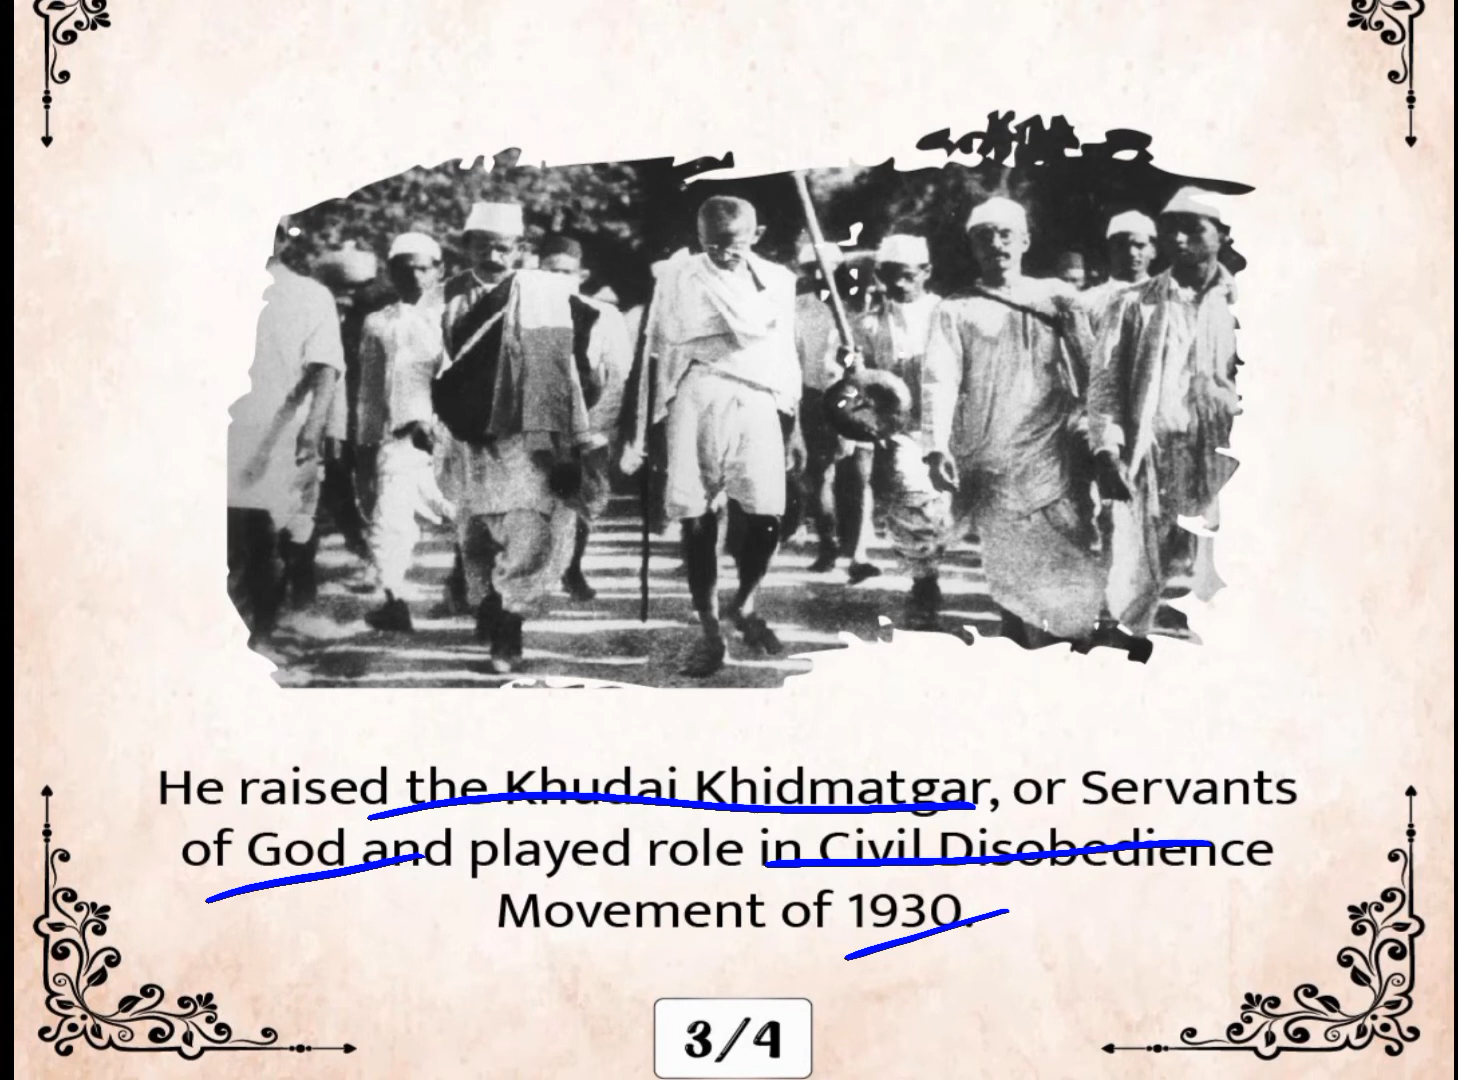 He raised the Khudai Khidmatgar, or Servants
of God and played role in Civil Disobedience
Movement of 1930.
3/4